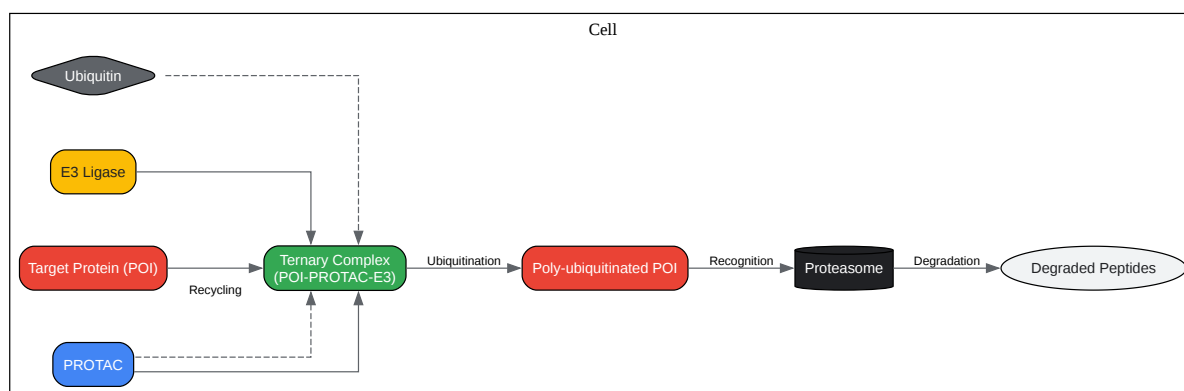 Cell
Ubiquitin
E3 Ligase
Target Protein (POI)
Recycling
Ternary Complex
(POI-PROTAC-E3)
Ubiquitination
Poly-ubiquitinated POI
Recognition
Proteasome
Degradation
Degraded Peptides
PROTAC